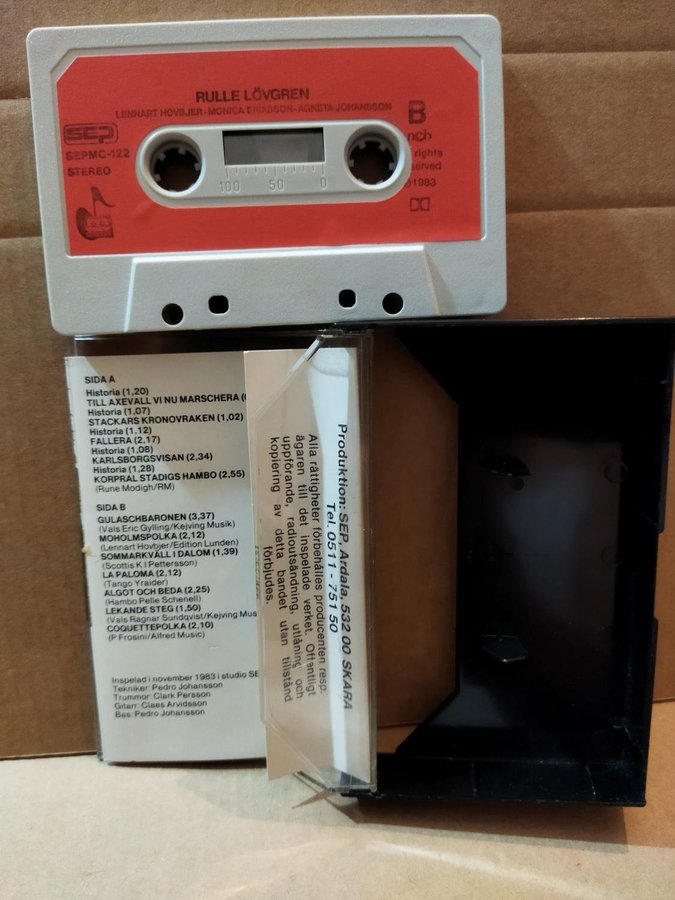 RULLE LÖVGREN
LENNART HOVBJER - MONICA ERIKSSON - AGNETA JOHANSSON
SEP
SEPMC-122
STEREO
B
ncb
rights
served
1983
100 50 0
SIDA A
Historia (1,20)
TILL AXEVALL VI NU MARSCHERA
Historia (1,07)
STACKARS KRONOVRAKEN (1,02)
Historia (1,12)
FALLERA (2,17)
Historia (1,08)
KARLSBORGSVISAN (2,34)
Historia (1,28)
KORPRAL STADIGS HAMBO (2,55)
(Rune Modigh/RM)
SIDA B
GULASCHBARONEN (3,37)
(Vals Eric Gylling/Kejving Musik)
MOHOLMSPOLKA (2,12)
(Lennart Hovbjer/Edition Lunden)
SOMMARKVÄLL I DALOM (1,39)
(Scottis K I Pettersson)
LA PALOMA (2,12)
(Tango Yraider)
ALGOT OCH BEDA (2,25)
(Hambo Pelle Schenell)
LEKANDE STEG (1,50)
(Vals Ragnar Sundqvist/Kejving Mus
COQUETTEPOLKA (2,10)
(P Frosini/Alfred Music)
Inspelad i november 1983 i studio SE
Tekniker: Pedro Johansson
Trummor: Clark Persson
Gitarr: Claes Arvidsson
Bas: Pedro Johansson
Produktion: SEP, Ardala, 532 00 SKARA
Tel. 0511 - 751 50
Alla rättigheter förbehålles producenten resp.
ägaren till det inspelade verket. Offentligt
uppförande, radioutsändning, utlåning och
kopiering av detta bandet utan tillstånd
förbjudes.